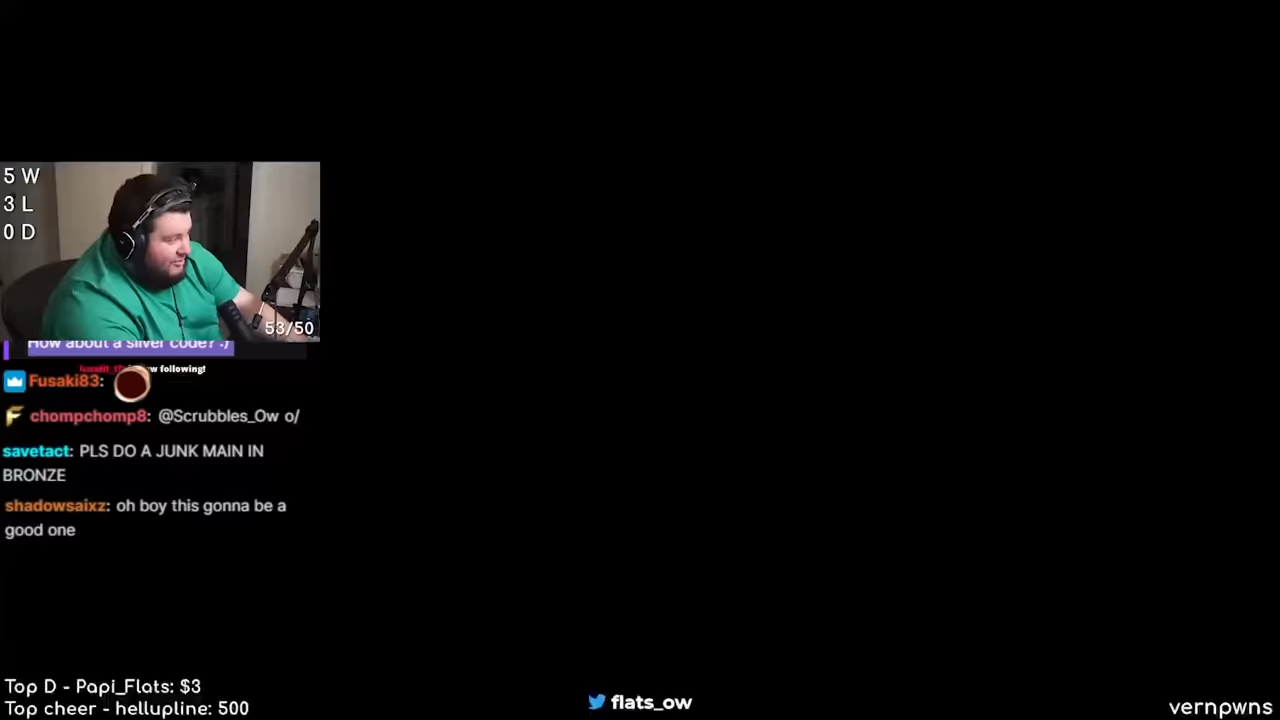 5 W
3 L
0 D
53/50
How about a silver code? :)
w following!
Fusaki83:
chompchomp8: @Scrubbles_Ow o/
savetact: PLS DO A JUNK MAIN IN
BRONZE
shadowsaixz: oh boy this gonna be a
good one
Top D - Papi_Flats: $3
Top cheer - hellupline: 500
flats_ow
vernpwns